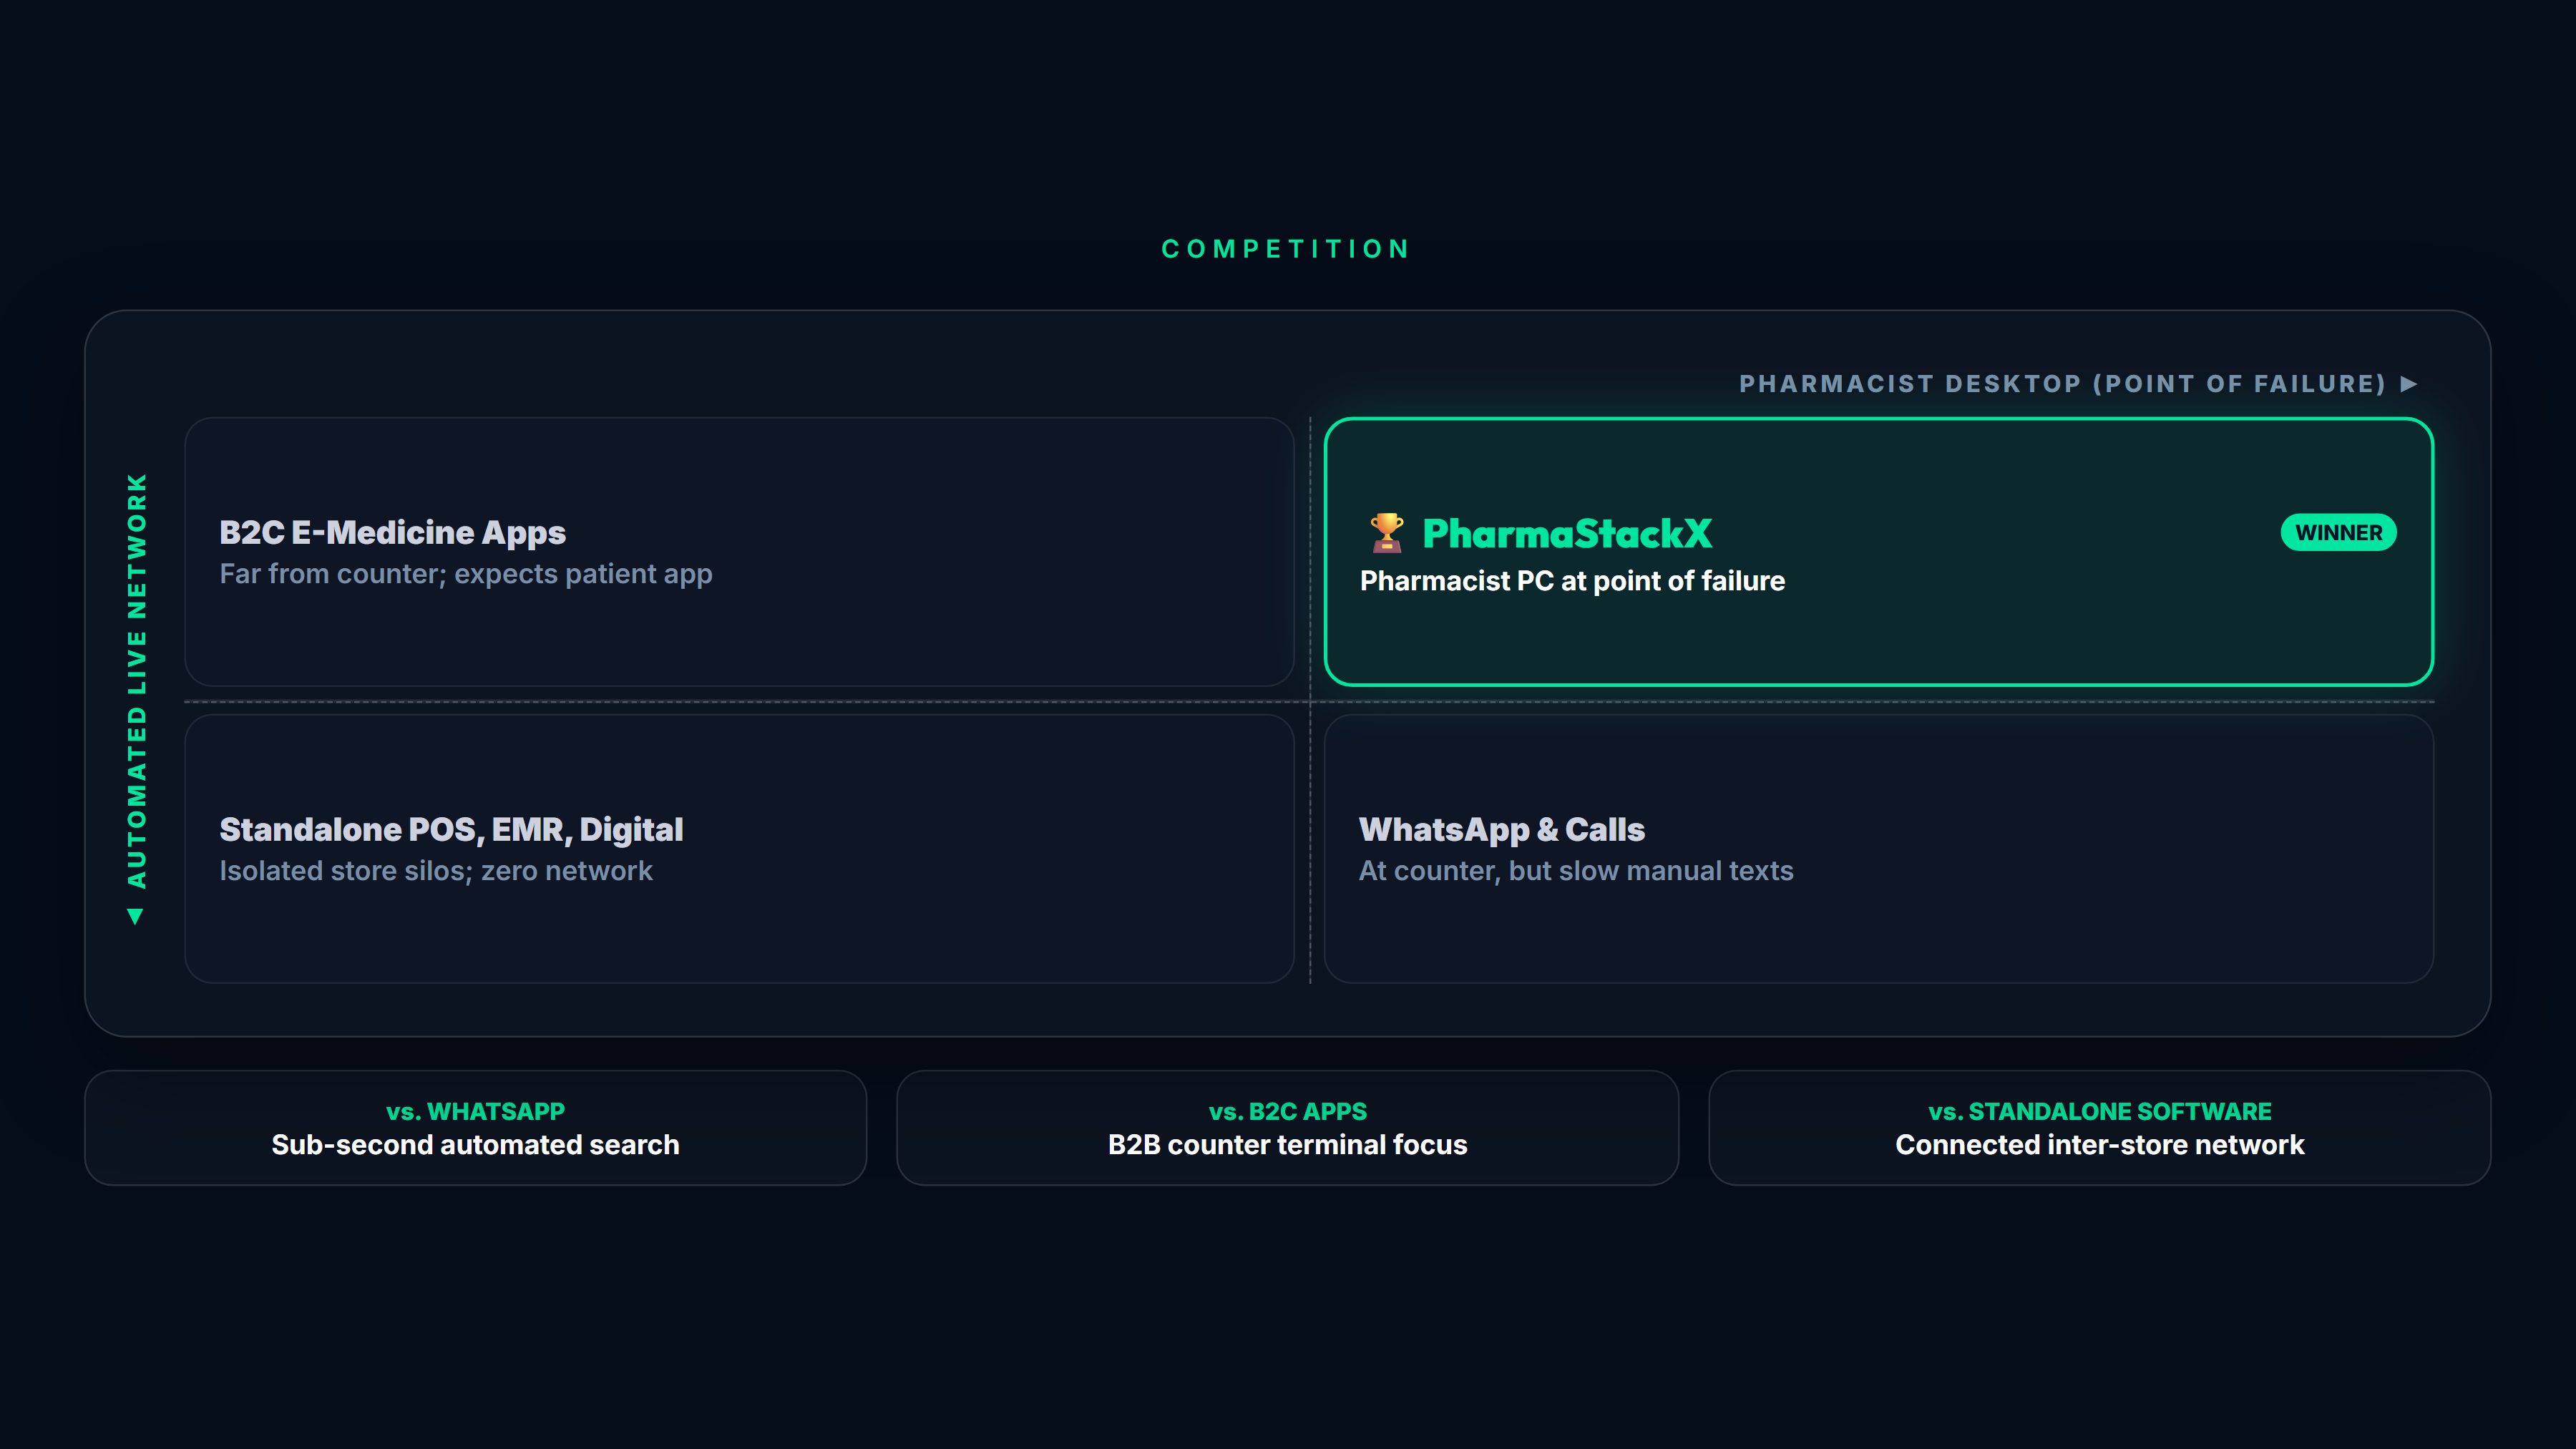 COMPETITION
PHARMACIST DESKTOP (POINT OF FAILURE) ▶
◀ AUTOMATED LIVE NETWORK
B2C E-Medicine Apps
Far from counter; expects patient app
🏆 PharmaStackX
WINNER
Pharmacist PC at point of failure
Standalone POS, EMR, Digital
Isolated store silos; zero network
WhatsApp & Calls
At counter, but slow manual texts
vs. WHATSAPP
Sub-second automated search
vs. B2C APPS
B2B counter terminal focus
vs. STANDALONE SOFTWARE
Connected inter-store network